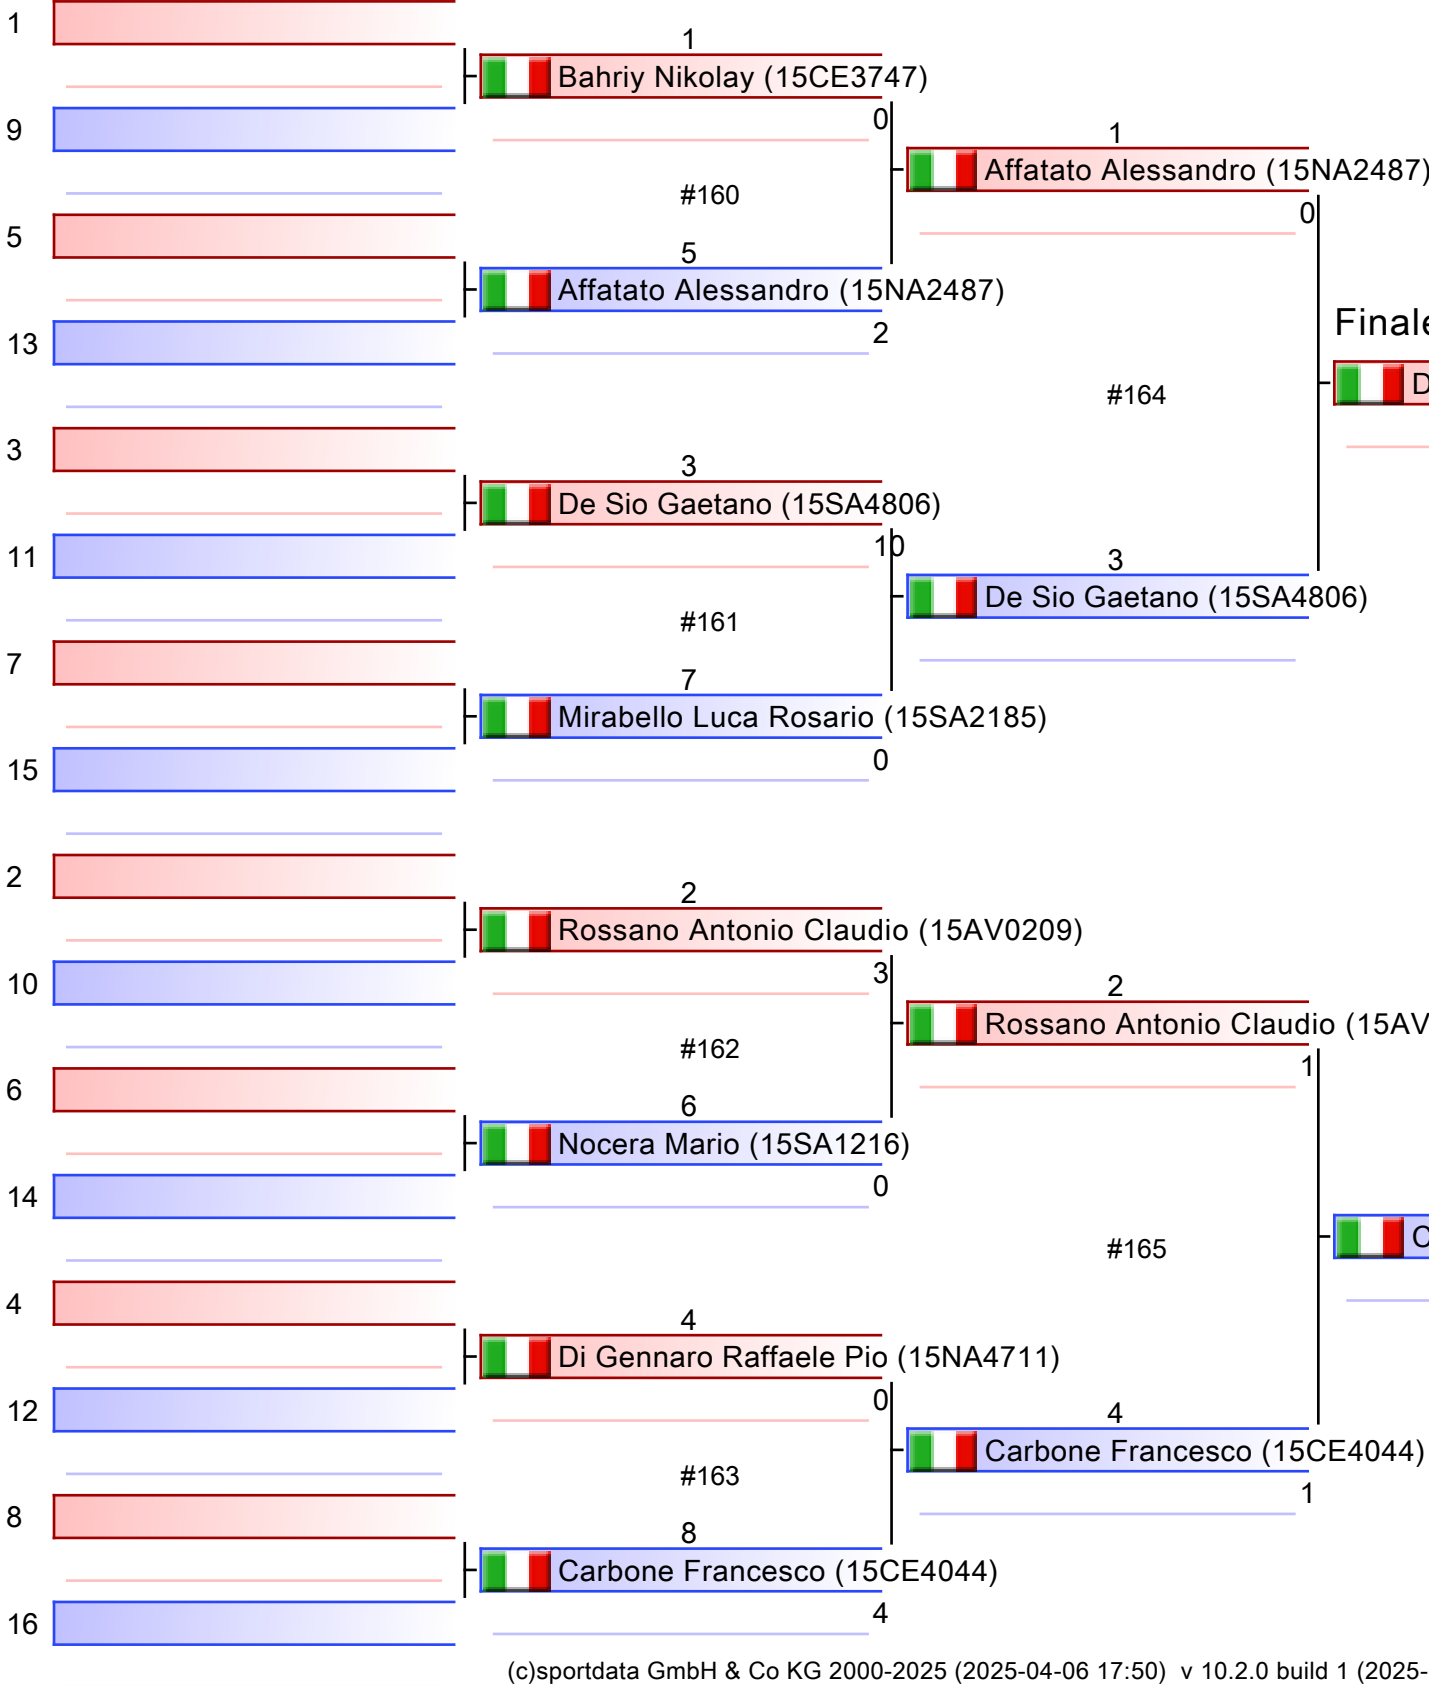 1
9
5
13
3
11
7
15
2
10
6
14
4
12
8
16
1
Bahriy Nikolay (15CE3747)
0
#160
5
Affatato Alessandro (15NA2487)
2
3
De Sio Gaetano (15SA4806)
10
#161
7
Mirabello Luca Rosario (15SA2185)
0
2
Rossano Antonio Claudio (15AV0209)
3
#162
6
Nocera Mario (15SA1216)
0
4
Di Gennaro Raffaele Pio (15NA4711)
0
#163
8
Carbone Francesco (15CE4044)
4
1
Affatato Alessandro (15NA2487)
0
#164
3
De Sio Gaetano (15SA4806)
2
Rossano Antonio Claudio (15AV
1
#165
4
Carbone Francesco (15CE4044)
1
Finale
D
C
(c)sportdata GmbH & Co KG 2000-2025 (2025-04-06 17:50) v 10.2.0 build 1 (2025-